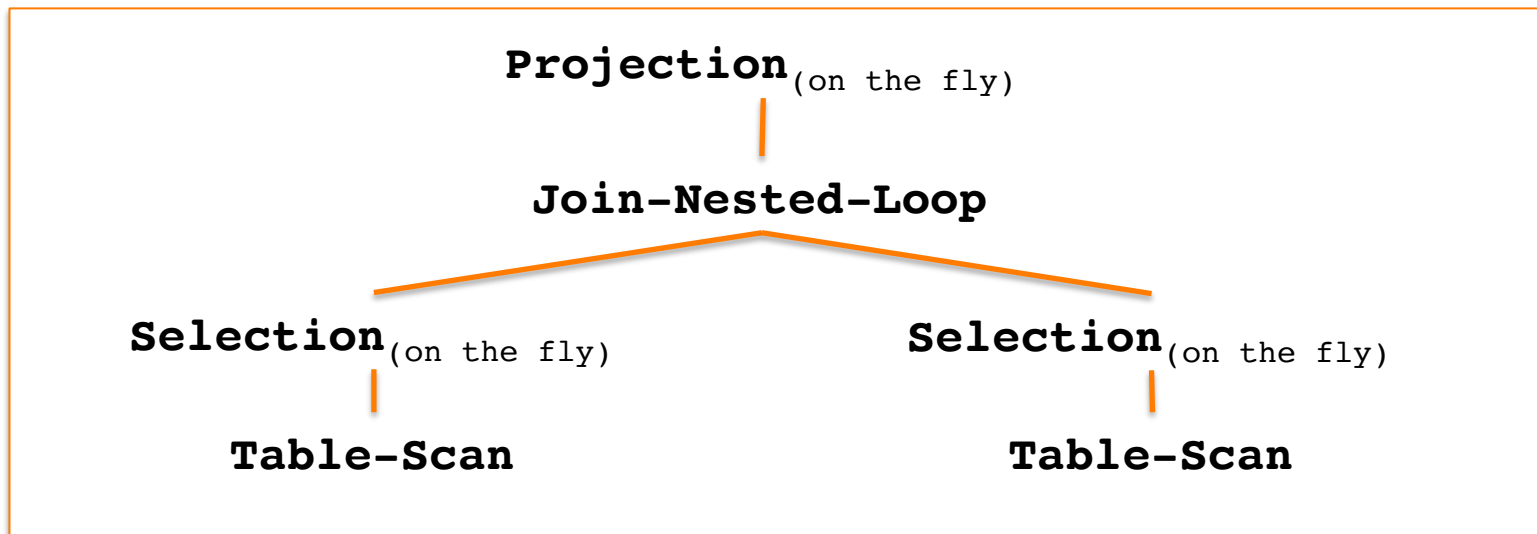 Projection(on the fly)
Join-Nested-Loop
Selection(on the fly) Selection(on the fly)
Table-Scan Table-Scan